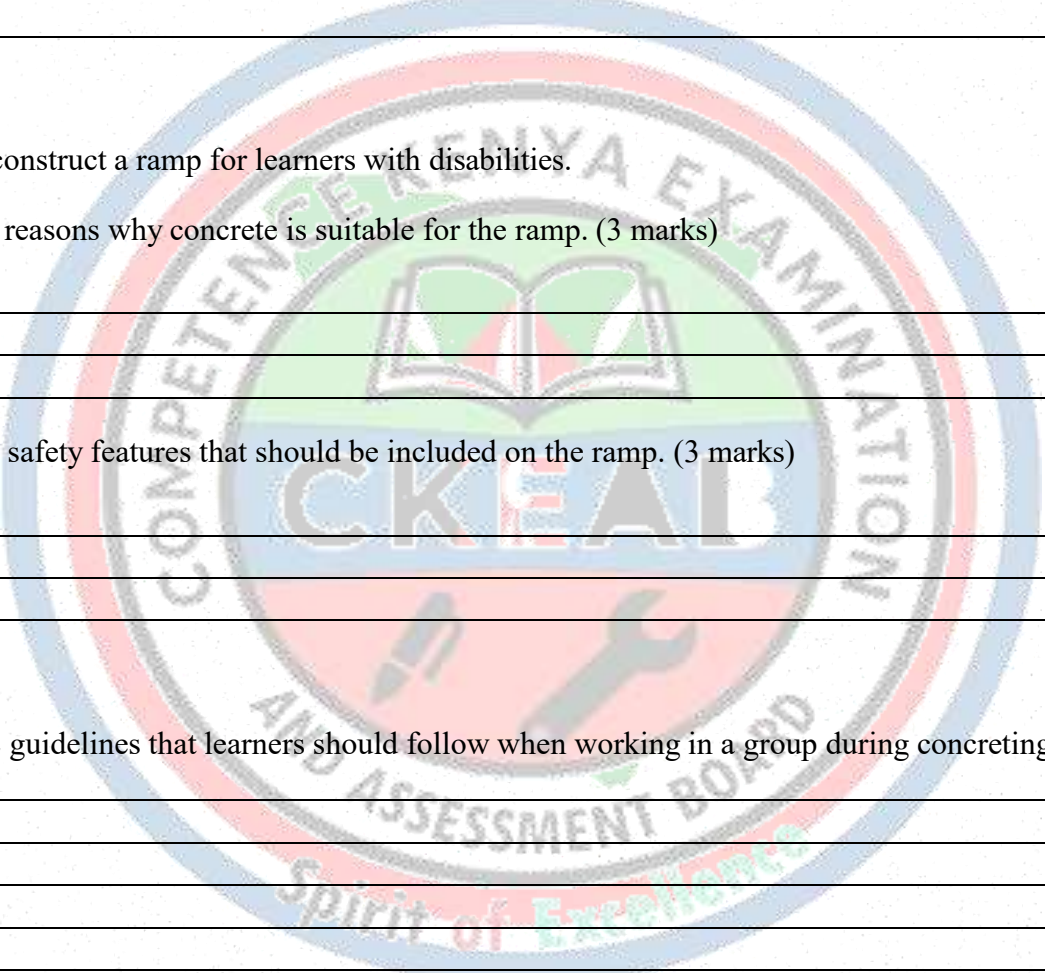 construct a ramp for learners with disabilities.
reasons why concrete is suitable for the ramp. (3 marks)
safety features that should be included on the ramp. (3 marks)
guidelines that learners should follow when working in a group during concreting
COMPETENCE KENYA EXAMINATION
CKEAB
AND ASSESSMENT BOARD
Spirit of Excellence